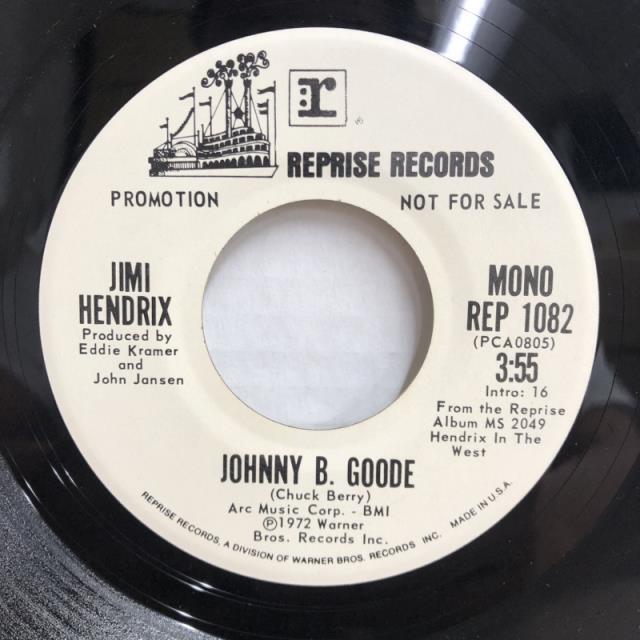 r
REPRISE RECORDS
PROMOTION
NOT FOR SALE
JIMI
HENDRIX
Produced by
Eddie Kramer
and
John Jansen
MONO
REP 1082
(PCA0805)
3:55
Intro: 16
From the Reprise
Album MS 2049
Hendrix In The
West
JOHNNY B. GOODE
(Chuck Berry)
Arc Music Corp. - BMI
℗1972 Warner
Bros. Records Inc.
REPRISE RECORDS, A DIVISION OF WARNER BROS. RECORDS INC. MADE IN U.S.A.